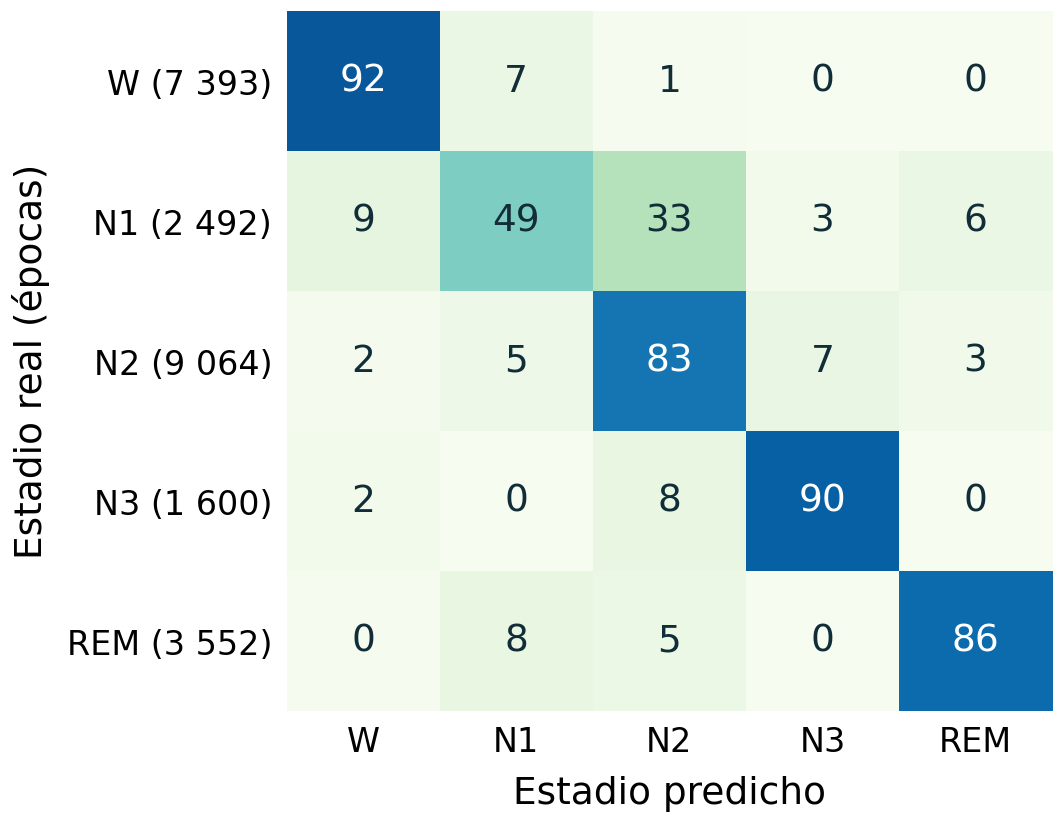 W (7 393) 92 7 1 0 0
N1 (2 492) 9 49 33 3 6
N2 (9 064) 2 5 83 7 3
N3 (1 600) 2 0 8 90 0
REM (3 552) 0 8 5 0 86
W N1 N2 N3 REM
Estadio predicho
Estadio real (épocas)